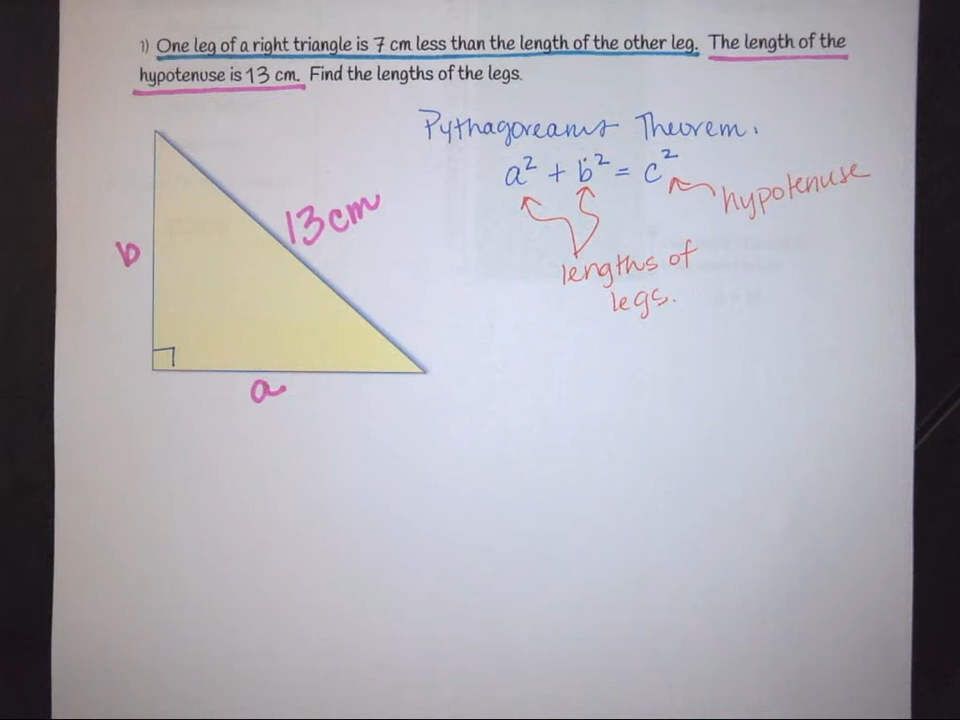 1) One leg of a right triangle is 7 cm less than the length of the other leg. The length of the
hypotenuse is 13 cm. Find the lengths of the legs.
Pythagoreans Theorem.
a² + b² = c²
hypotenuse
lengths of
legs.
13cm
b
a